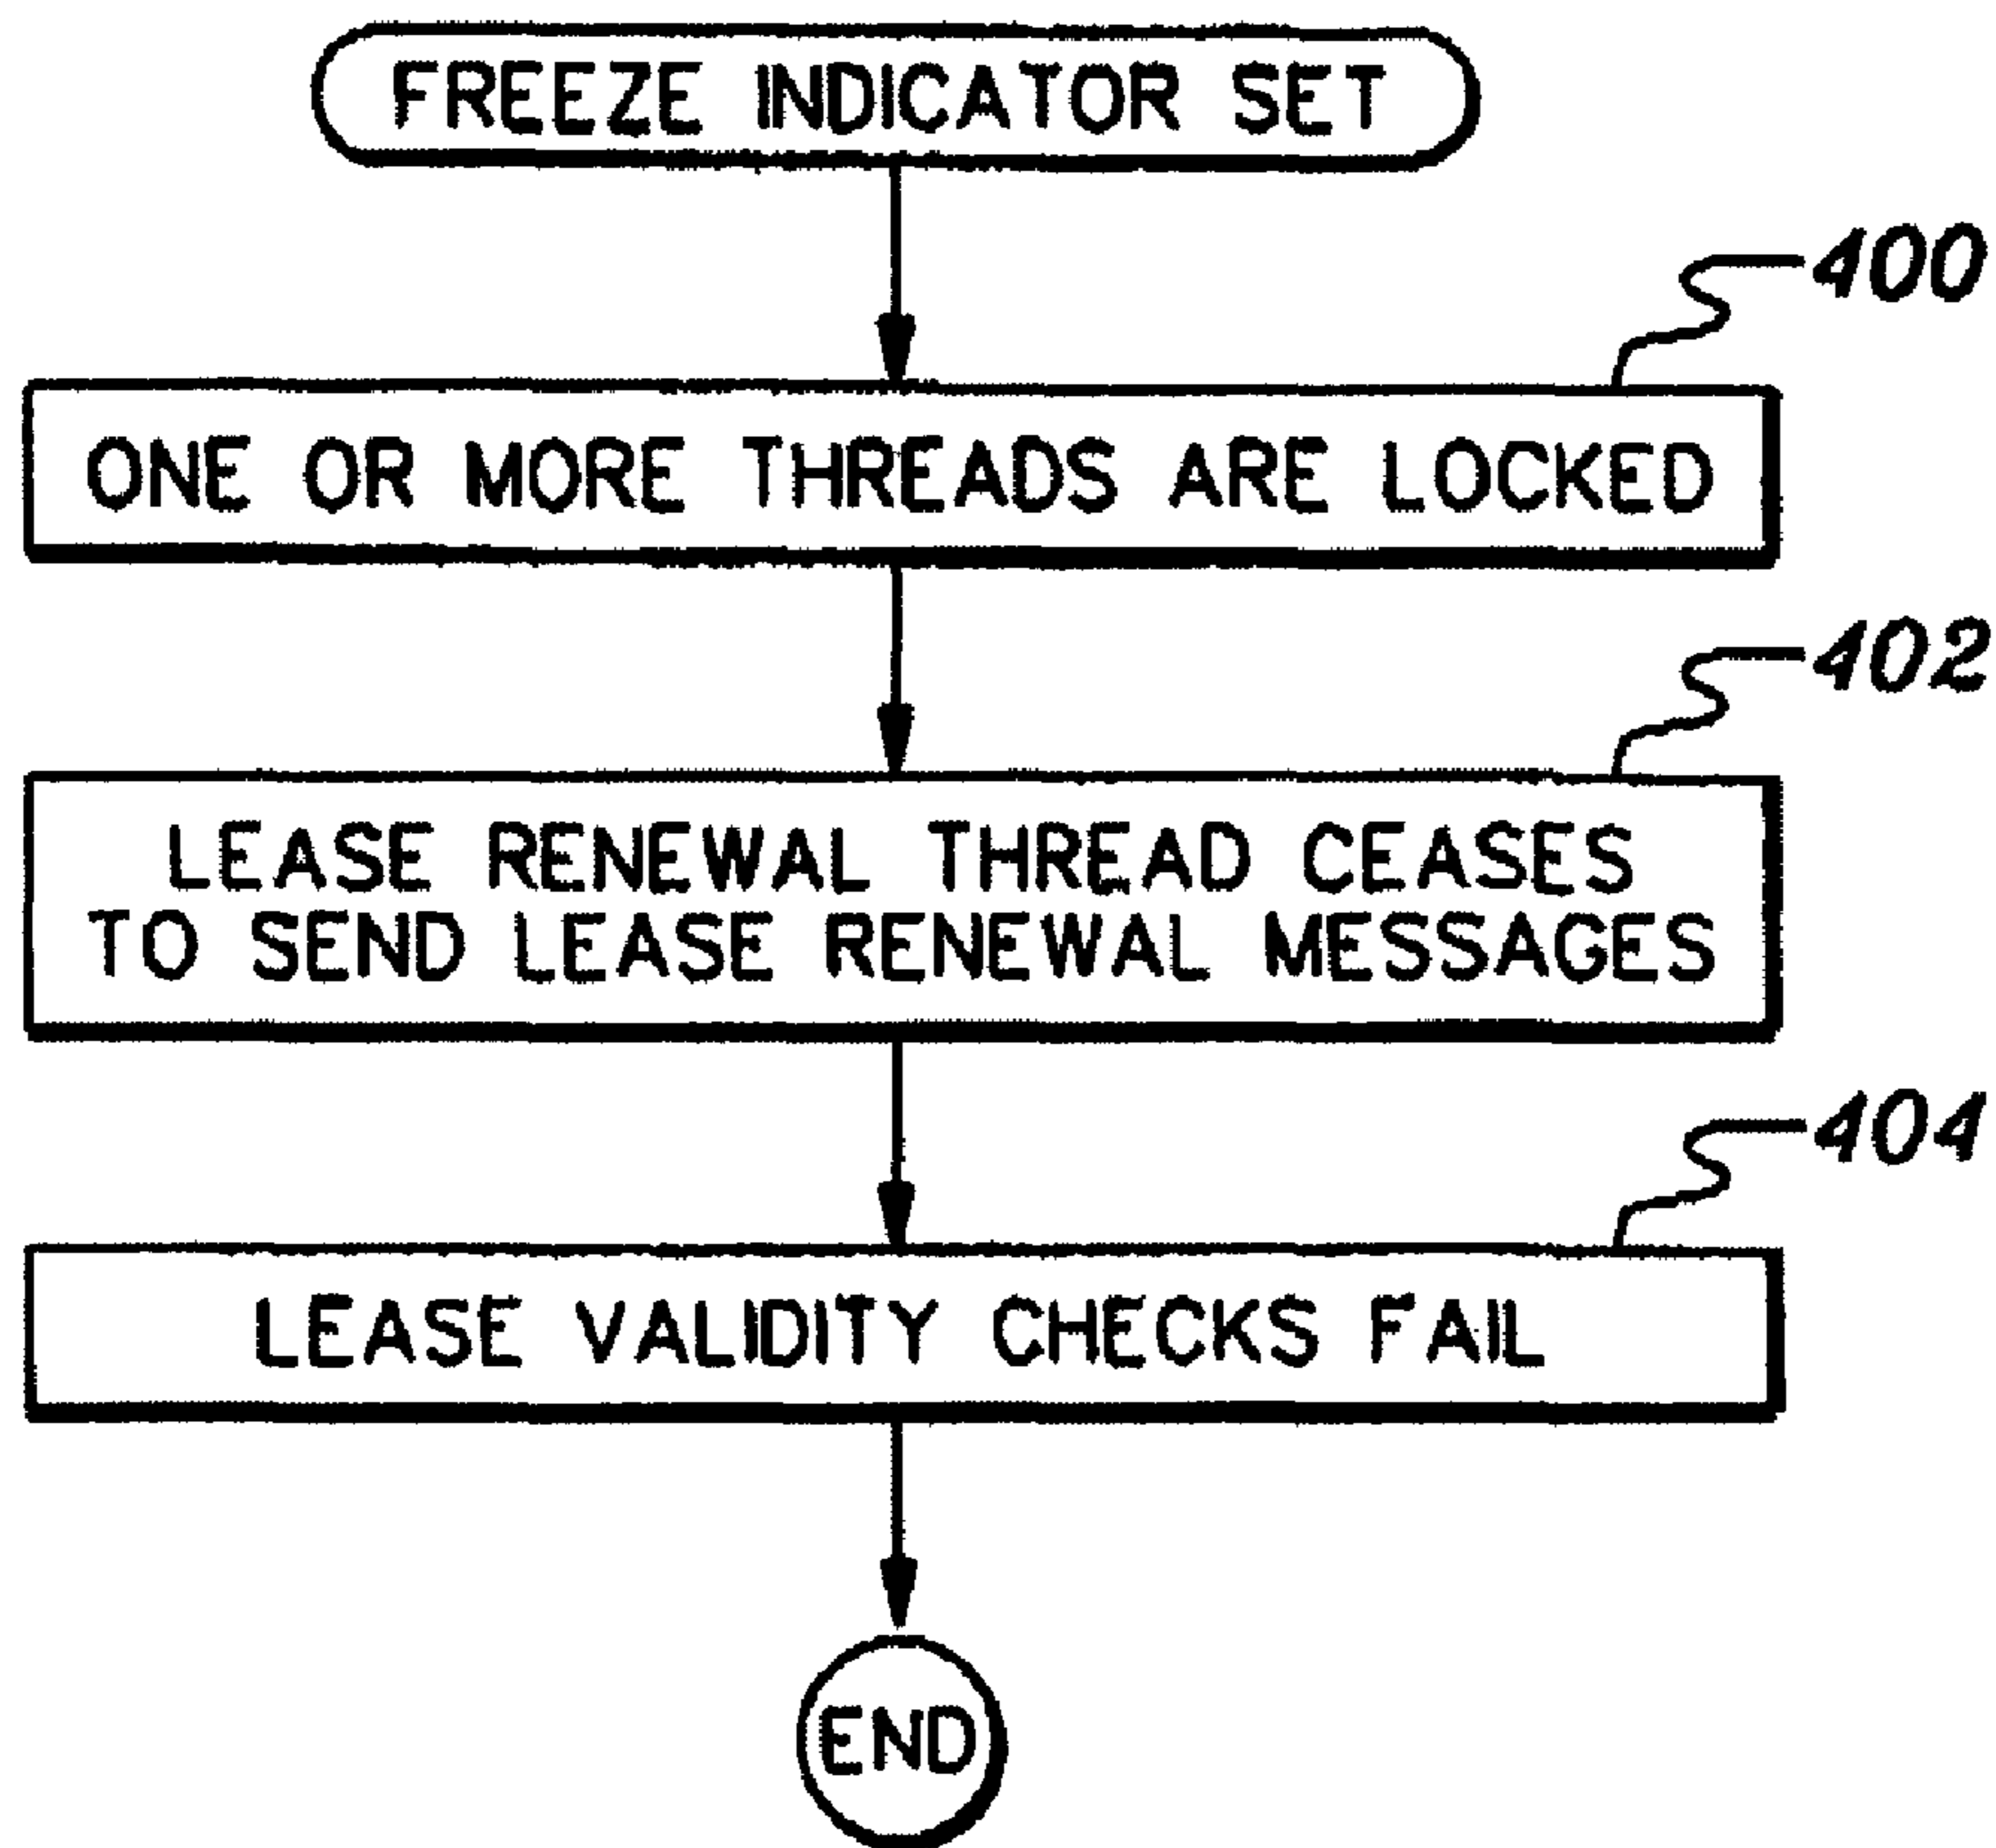 FREEZE INDICATOR SET
400
ONE OR MORE THREADS ARE LOCKED
402
LEASE RENEWAL THREAD CEASES
TO SEND LEASE RENEWAL MESSAGES
404
LEASE VALIDITY CHECKS FAIL
END